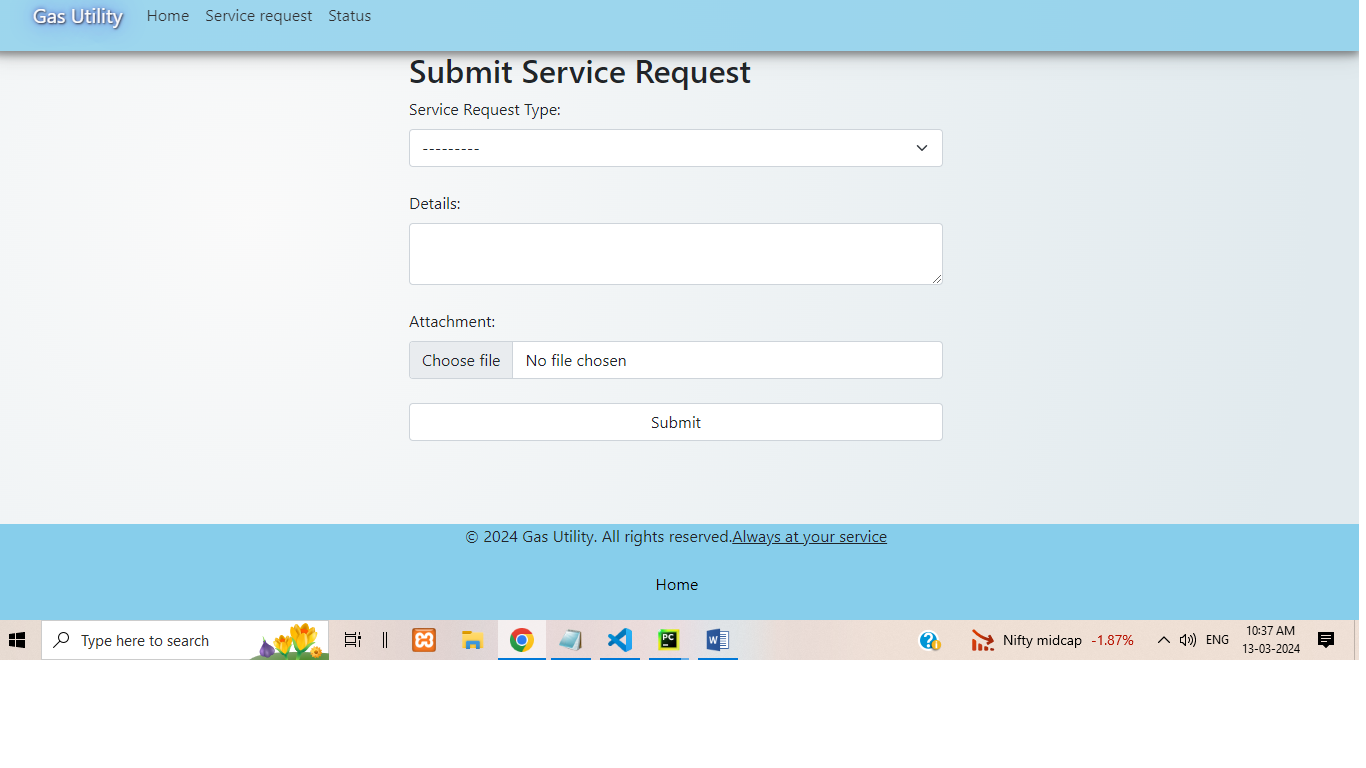 Gas Utility Home Service request Status
Submit Service Request
Service Request Type:
---------
Details:
Attachment:
Choose file No file chosen
Submit
© 2024 Gas Utility. All rights reserved.Always at your service
Home
Type here to search
PC
W
Nifty midcap -1.87%
ENG
10:37 AM
13-03-2024